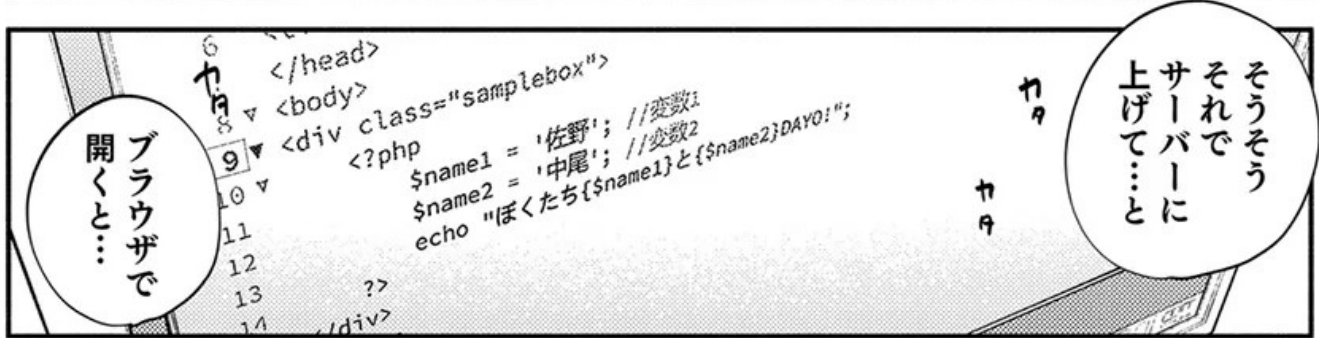 そうそう
それで
サーバーに
上げて…と
カタ
カタ
6
</head>
カタ
<body>
8
<div class="samplebox">
9
<?php
10
$name1 = '佐野'; //変数1
11
$name2 = '中尾'; //変数2
12
echo "ぼくたち{$name1}と{$name2}DAYO!";
13
?>
14
</div>
ブラウザで
開くと…